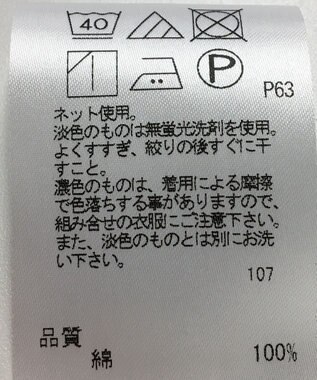 40
P
P63
ネット使用。
淡色のものは無蛍光洗剤を使用。
よくすすぎ、絞りの後すぐに干
すこと。
濃色のものは、着用による摩擦
で色落ちする事がありますので、
組み合せの衣服にご注意下さい。
また、淡色のものとは別にお洗
い下さい。
107
品質
綿 100%